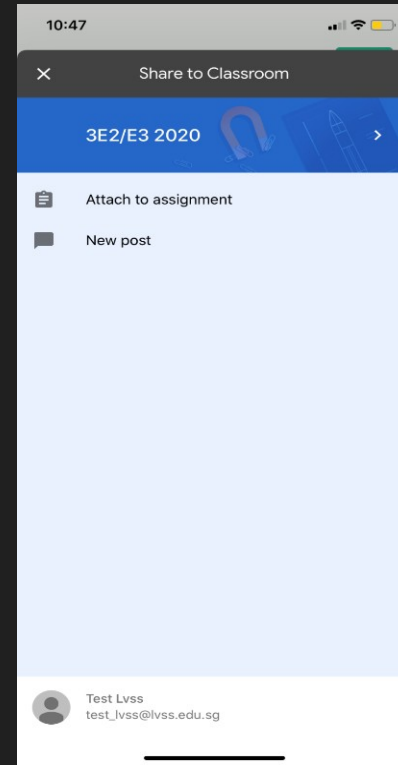 10:47
Share to Classroom
3E2/E3 2020
Attach to assignment
New post
Test Lvss
test_lvss@lvss.edu.sg